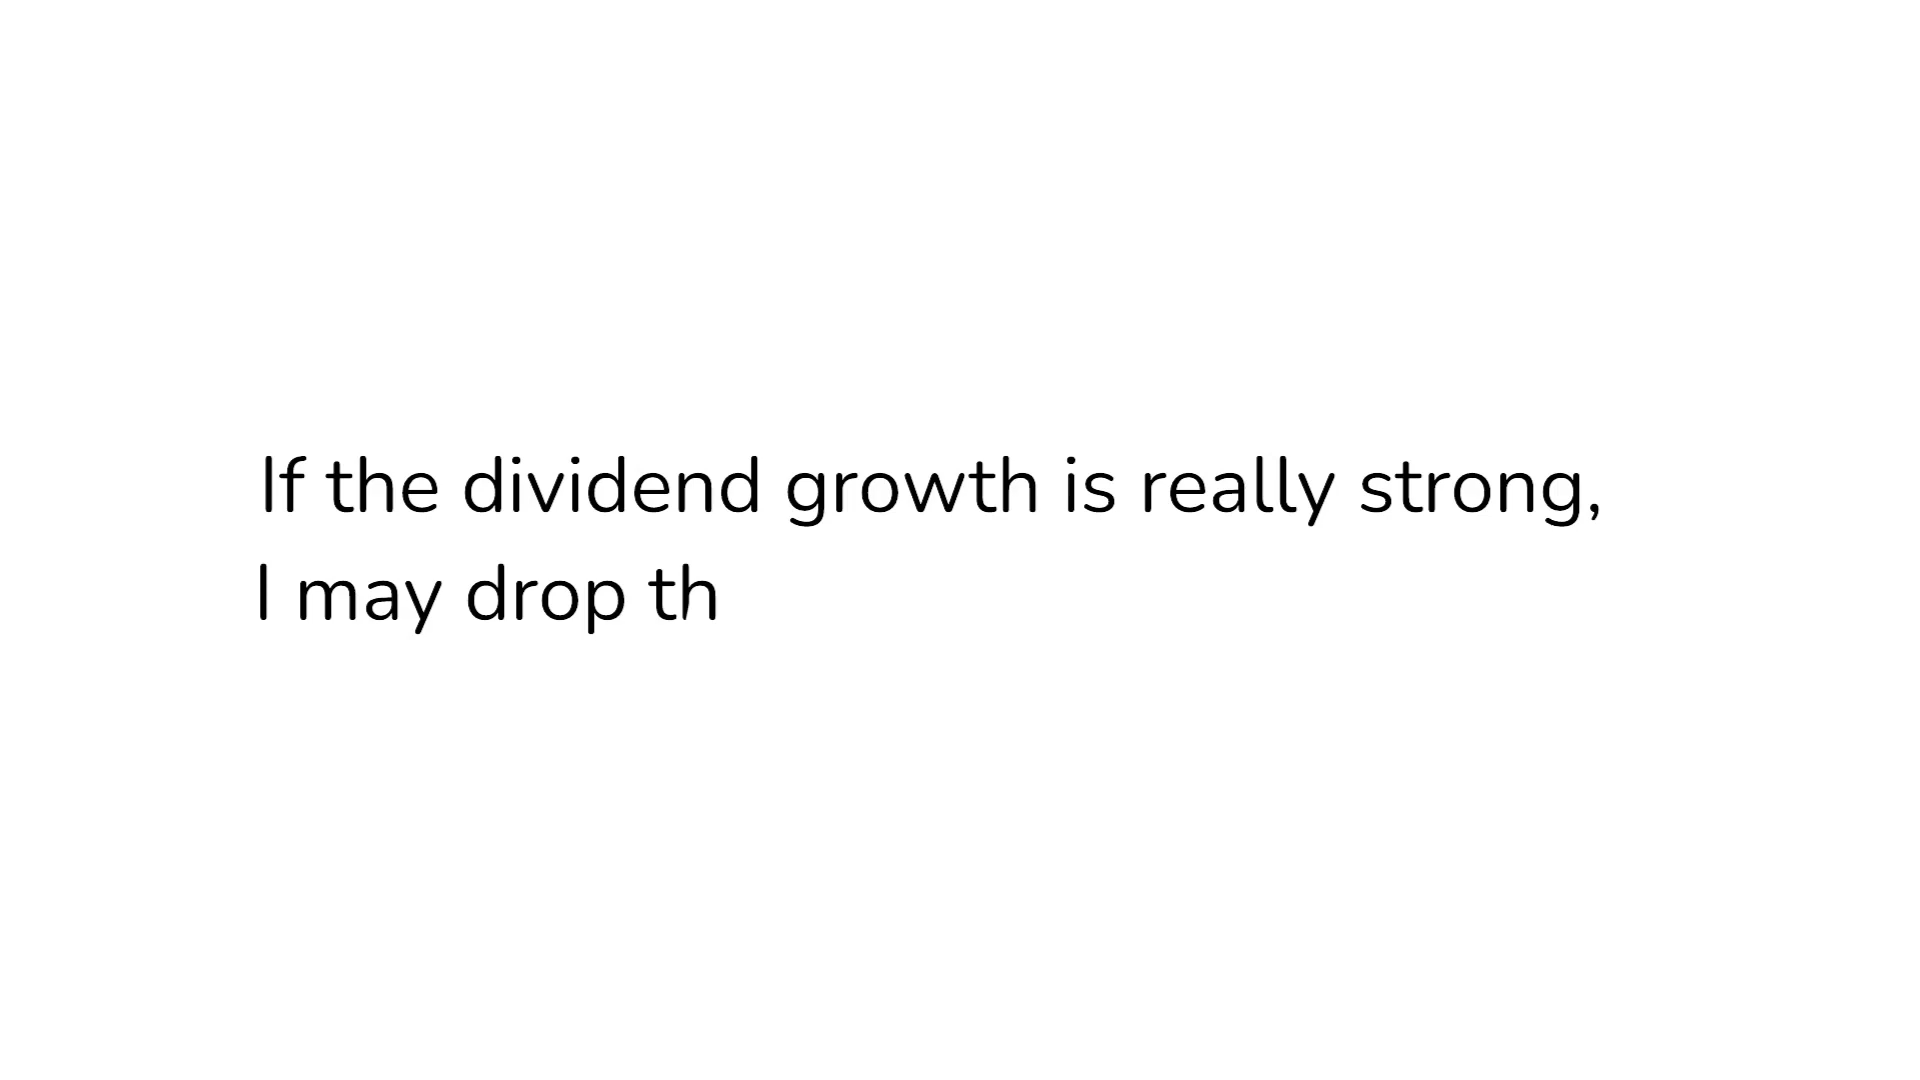 If the dividend growth is really strong,
I may drop th